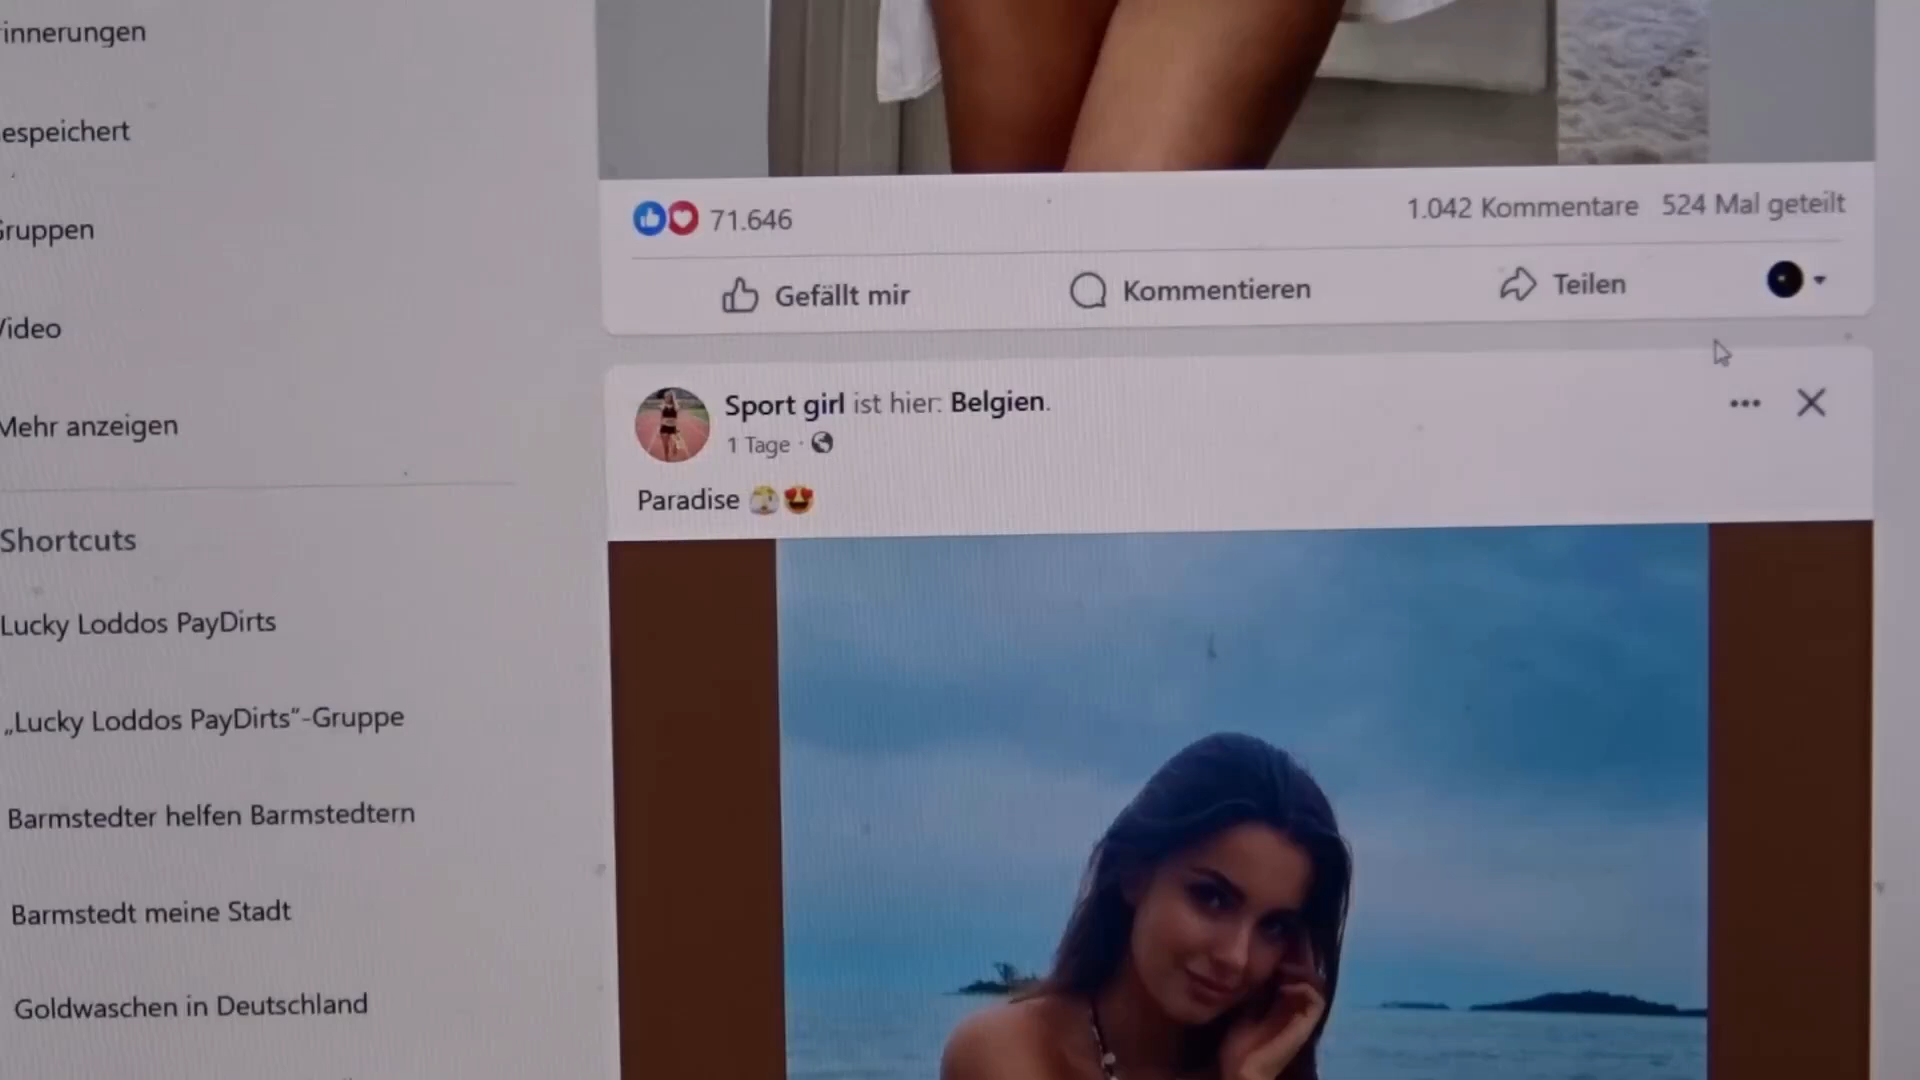 innerungen
espeichert
Gruppen
Video
Mehr anzeigen
Shortcuts
Lucky Loddos PayDirts
„Lucky Loddos PayDirts“-Gruppe
Barmstedter helfen Barmstedtern
Barmstedt meine Stadt
Goldwaschen in Deutschland
71.646
1.042 Kommentare 524 Mal geteilt
Gefällt mir Kommentieren Teilen
Sport girl ist hier: Belgien.
1 Tage ·
Paradise